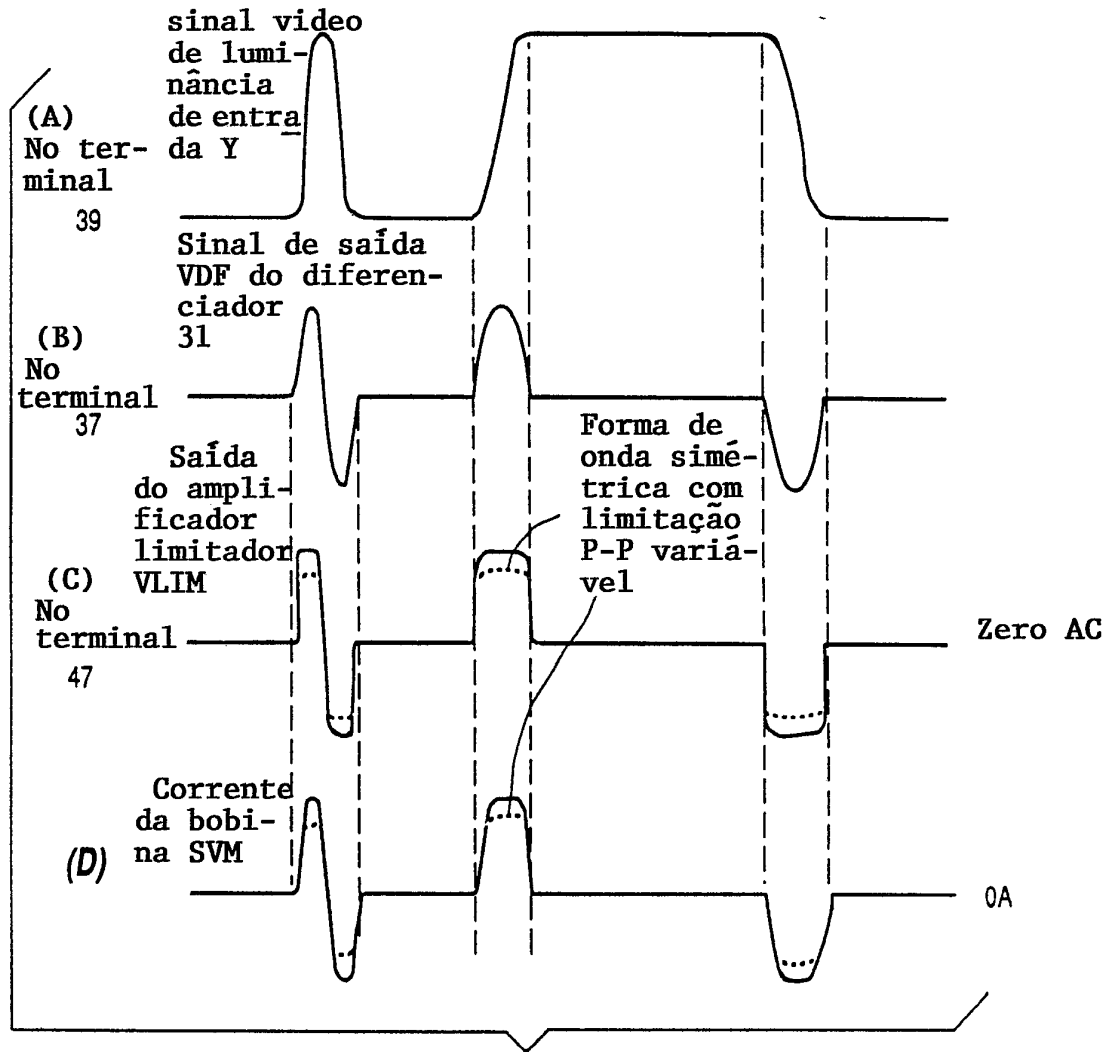 sinal video
de lumi-
nância
de entra
da Y
(A)
No ter-
minal
39
Sinal de saída
VDF do diferen-
ciador
31
(B)
No
terminal
37
Forma de
onda simé-
trica com
limitação
P-P variá-
vel
Saída
do ampli-
ficador
limitador
VLIM
(C)
No
terminal
47
Zero AC
Corrente
da bobi-
na SVM
(D)
0A